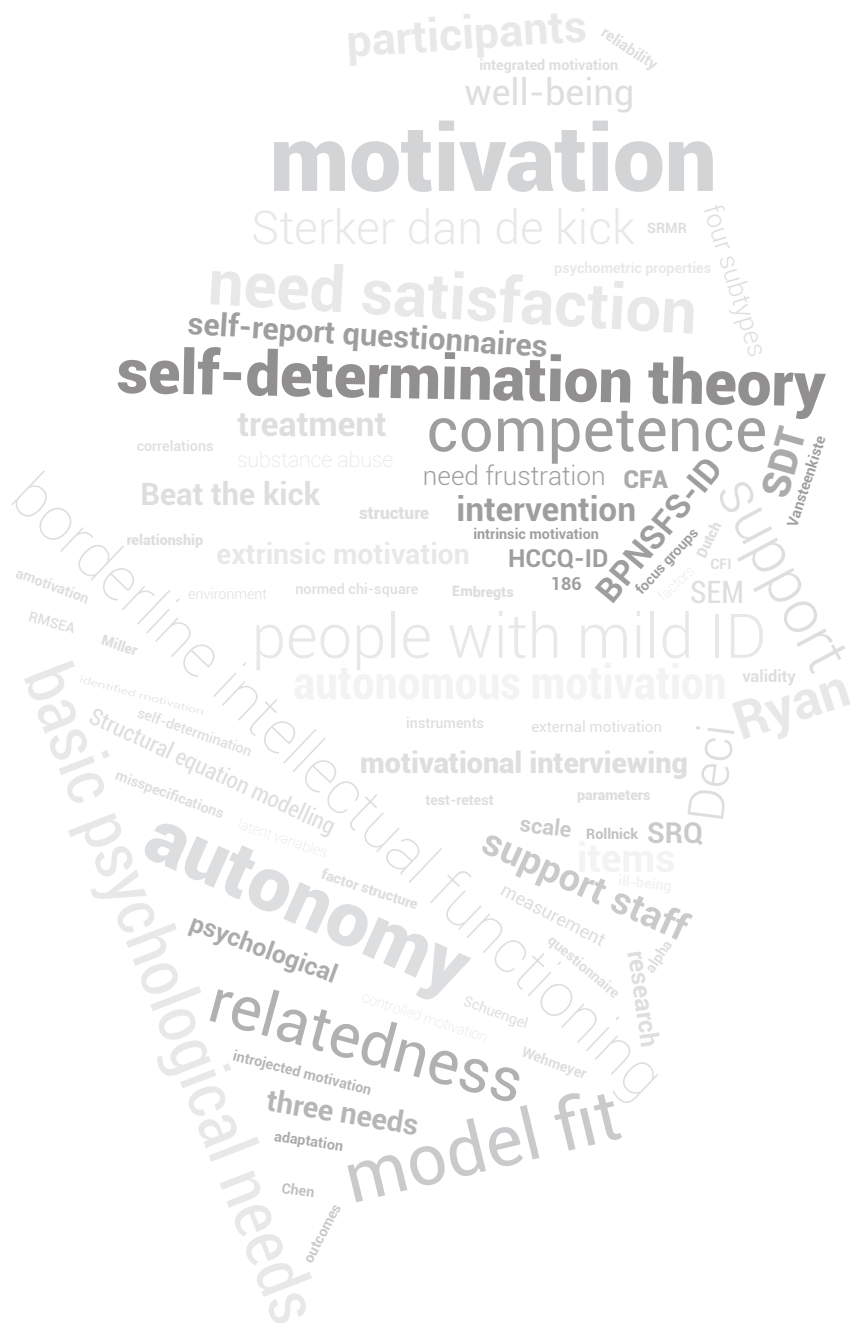 participants
reliability
integrated motivation
well-being
motivation
Sterker dan de kick
SRMR
four subtypes
psychometric properties
need satisfaction
self-report questionnaires
self-determination theory
treatment
competence
SDT
Vansteenkiste
correlations
substance abuse
need frustration
CFA
BPNSFS-ID
support
borderline intellectual functioning
Beat the kick
structure
intervention
relationship
intrinsic motivation
Dutch
focus groups
extrinsic motivation
HCCQ-ID
CFI
factors
amotivation
environment
normed chi-square
Embregts
186
SEM
RMSEA
Miller
people with mild ID
basic psychological needs
identified motivation
autonomous motivation
validity
Ryan
self-determination
Structural equation modelling
instruments
external motivation
Deci
motivational interviewing
misspecifications
test-retest
parameters
latent variables
autonomy
scale
Rollnick
SRQ
support staff
items
ill-being
factor structure
measurement
psychological
questionnaire
alpha
research
relatedness
controlled motivation
Schuengel
introjected motivation
Wehmeyer
three needs
model fit
adaptation
Chen
outcomes